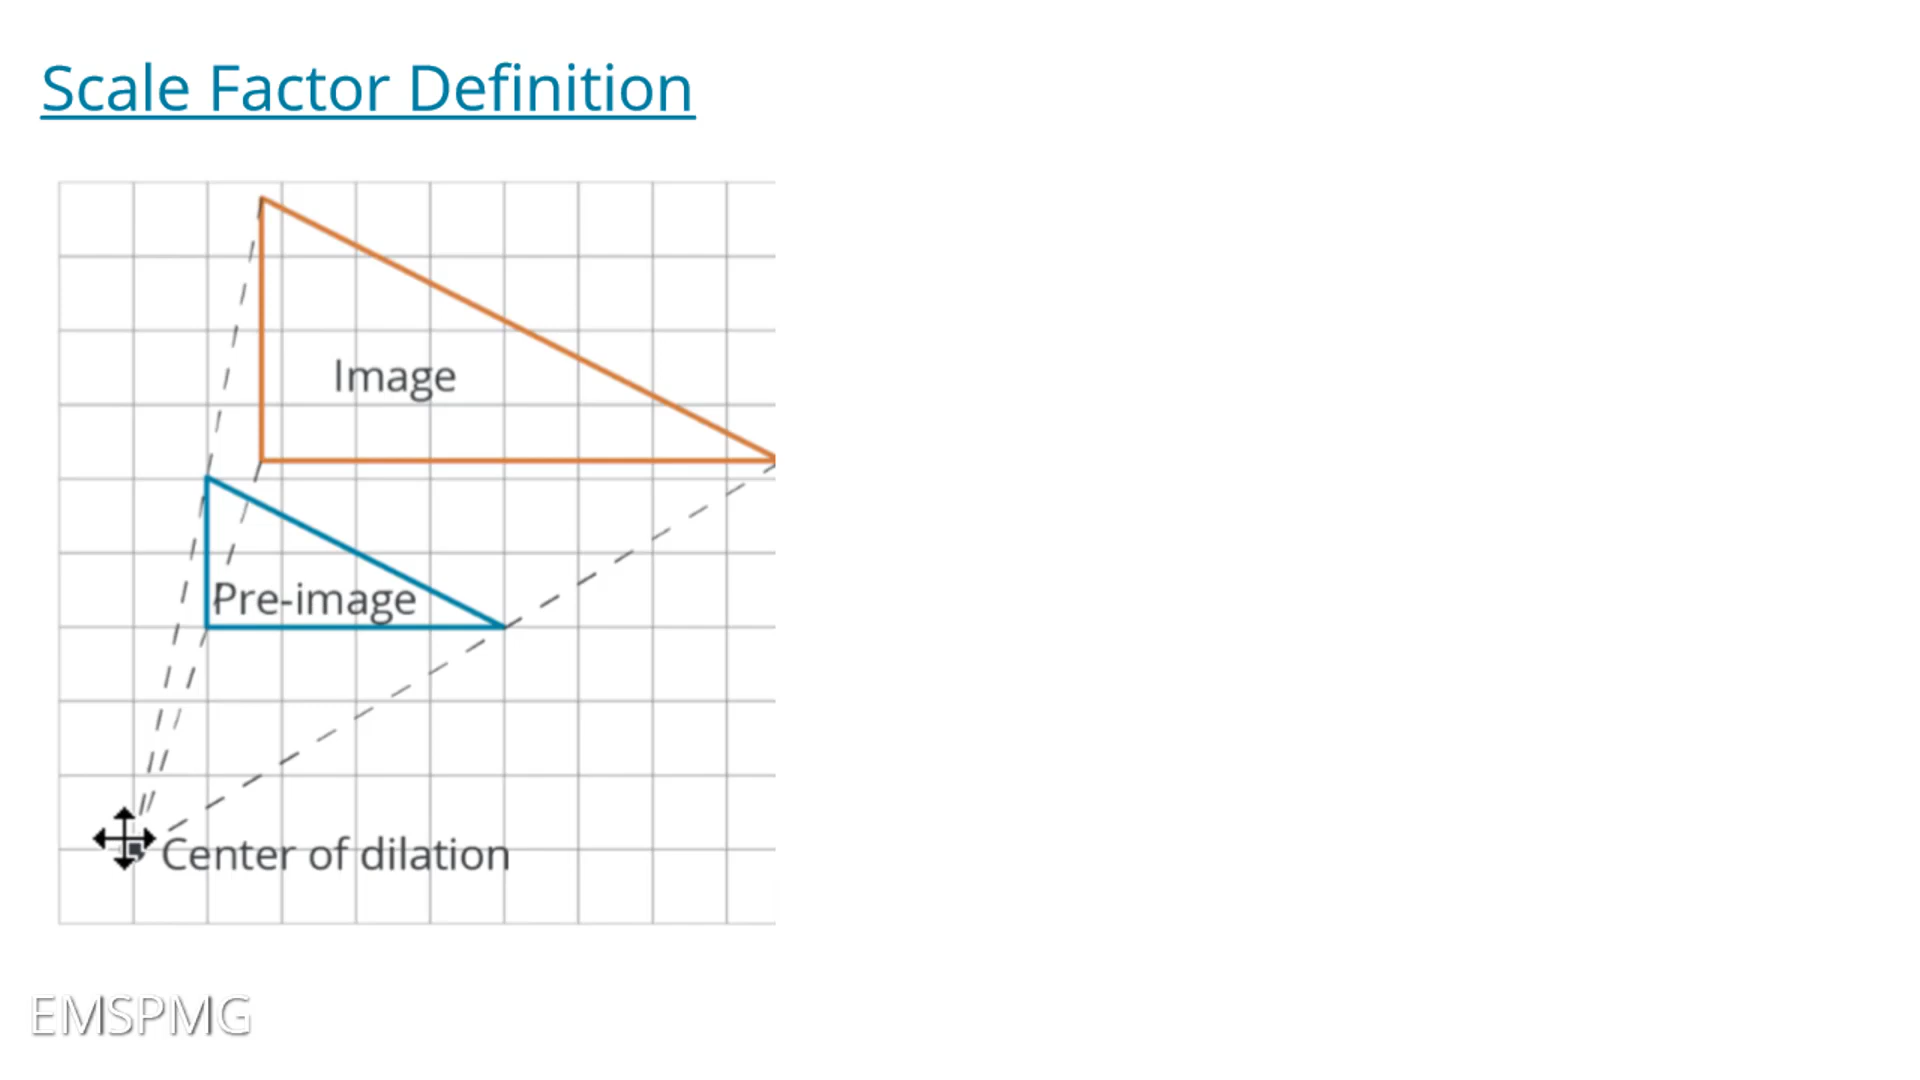 Scale Factor Definition
Image
Pre-image
Center of dilation
EMSPMG